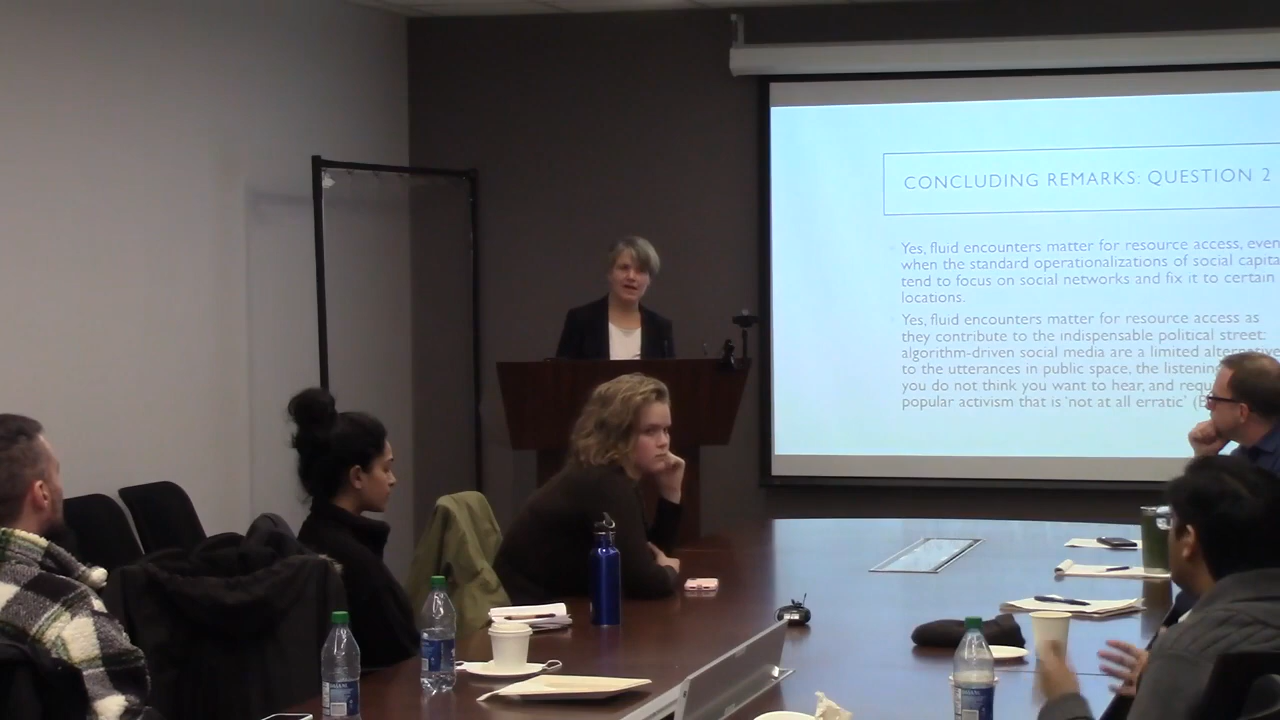 CONCLUDING REMARKS: QUESTION 2
Yes, fluid encounters matter for resource access, even
when the standard operationalizations of social capita
tend to focus on social networks and fix it to certain
locations.
Yes, fluid encounters matter for resource access as
they contribute to the indispensable political street:
algorithm-driven social media are a limited alternative
to the utterances in public space, the listening
you do not think you want to hear, and requ
popular activism that is 'not at all erratic' (B